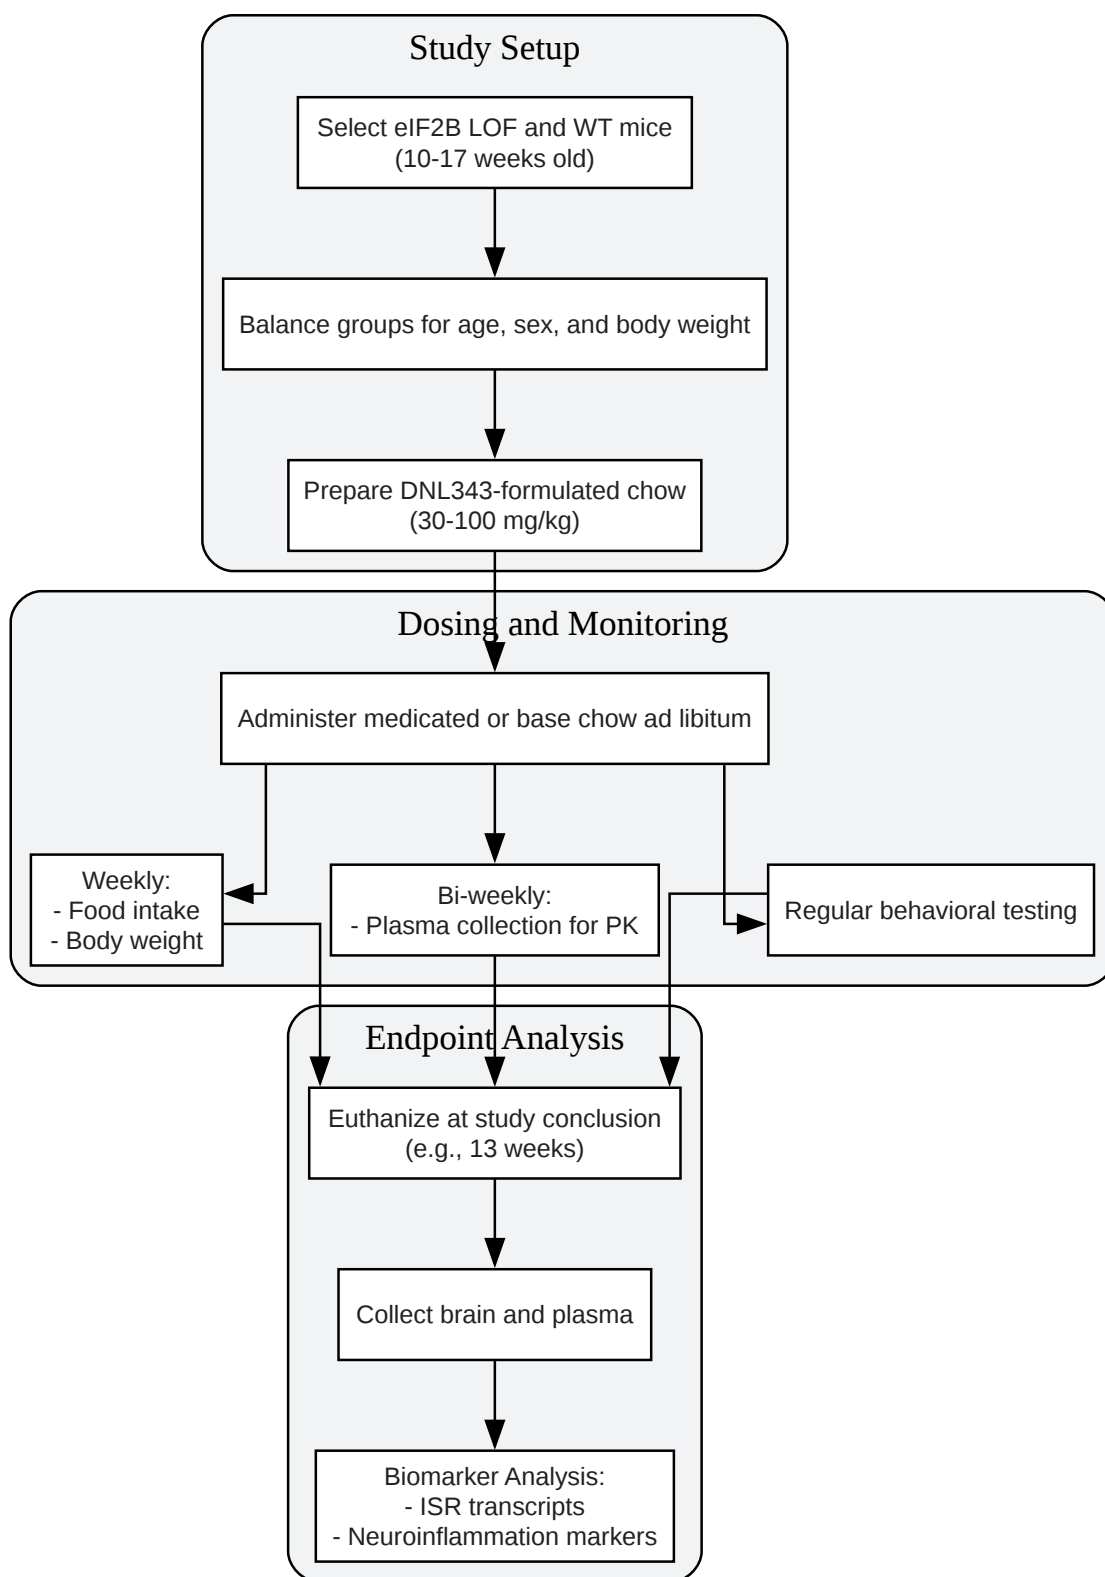 Study Setup
Select eIF2B LOF and WT mice
(10-17 weeks old)
Balance groups for age, sex, and body weight
Prepare DNL343-formulated chow
(30-100 mg/kg)
Dosing and Monitoring
Administer medicated or base chow ad libitum
Weekly:
- Food intake
- Body weight
Bi-weekly:
- Plasma collection for PK
Regular behavioral testing
Endpoint Analysis
Euthanize at study conclusion
(e.g., 13 weeks)
Collect brain and plasma
Biomarker Analysis:
- ISR transcripts
- Neuroinflammation markers